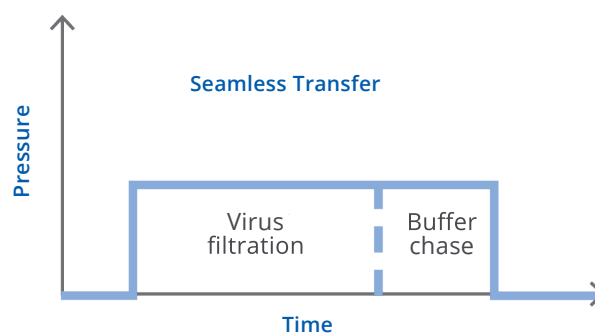 Seamless Transfer
Pressure
Virus
filtration
Buffer
chase
Time